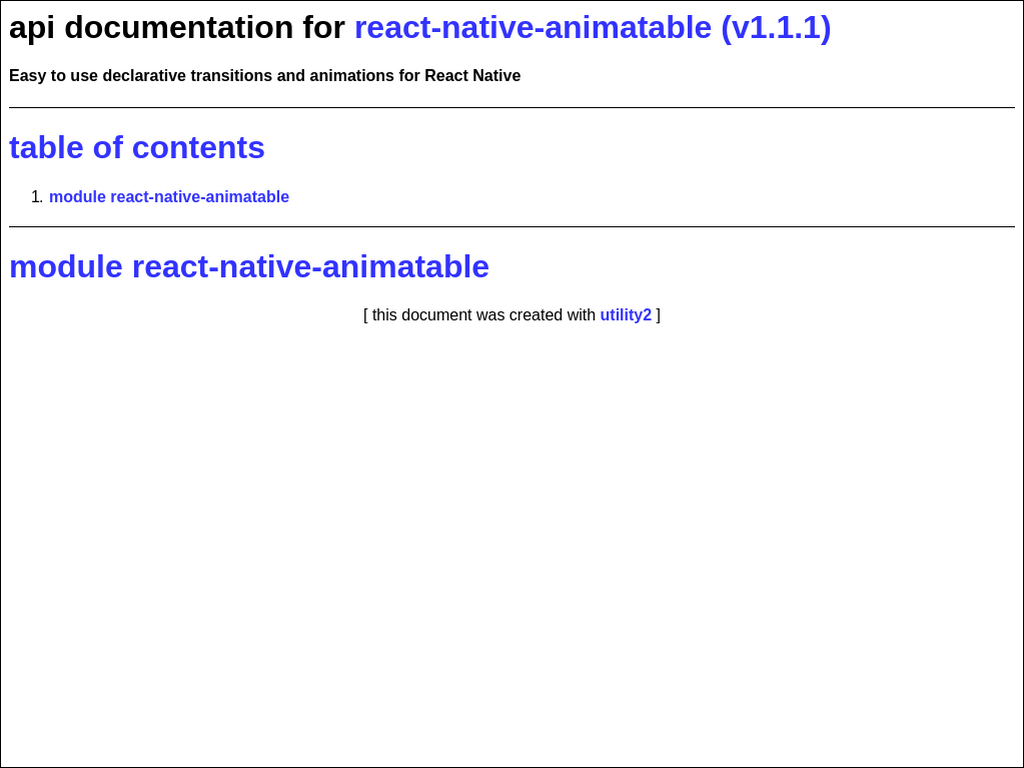 api documentation for react-native-animatable (v1.1.1)
Easy to use declarative transitions and animations for React Native
table of contents
1. module react-native-animatable
module react-native-animatable
[ this document was created with utility2 ]